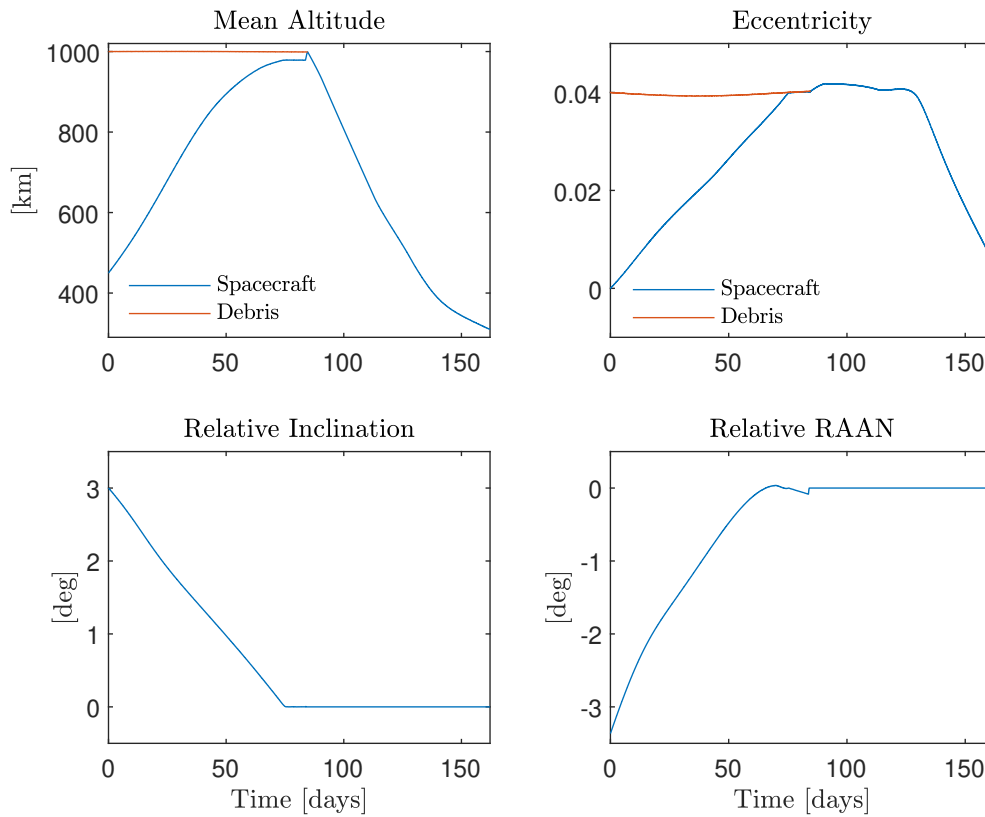 Mean Altitude
1000
800
600
400
[km]
Spacecraft
Debris
0 50 100 150
Eccentricity
0.04
0.02
0
Spacecraft
Debris
0 50 100 150
Relative Inclination
3
2
1
0
[deg]
0 50 100 150
Time [days]
Relative RAAN
0
-1
-2
-3
[deg]
0 50 100 150
Time [days]